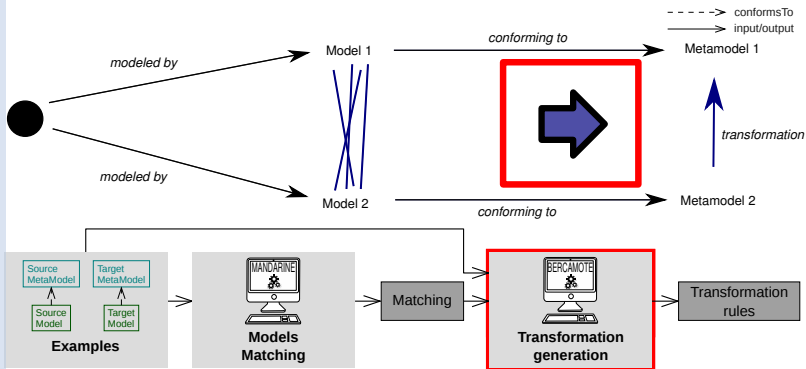 conformsTo
input/output
Model 1
conforming to
Metamodel 1
modeled by
transformation
modeled by
Model 2
conforming to
Metamodel 2
Source
MetaModel
Target
MetaModel
Source
Model
Target
Model
Examples
MANDARINE
Models
Matching
Matching
BERCAMOTE
Transformation
generation
Transformation
rules